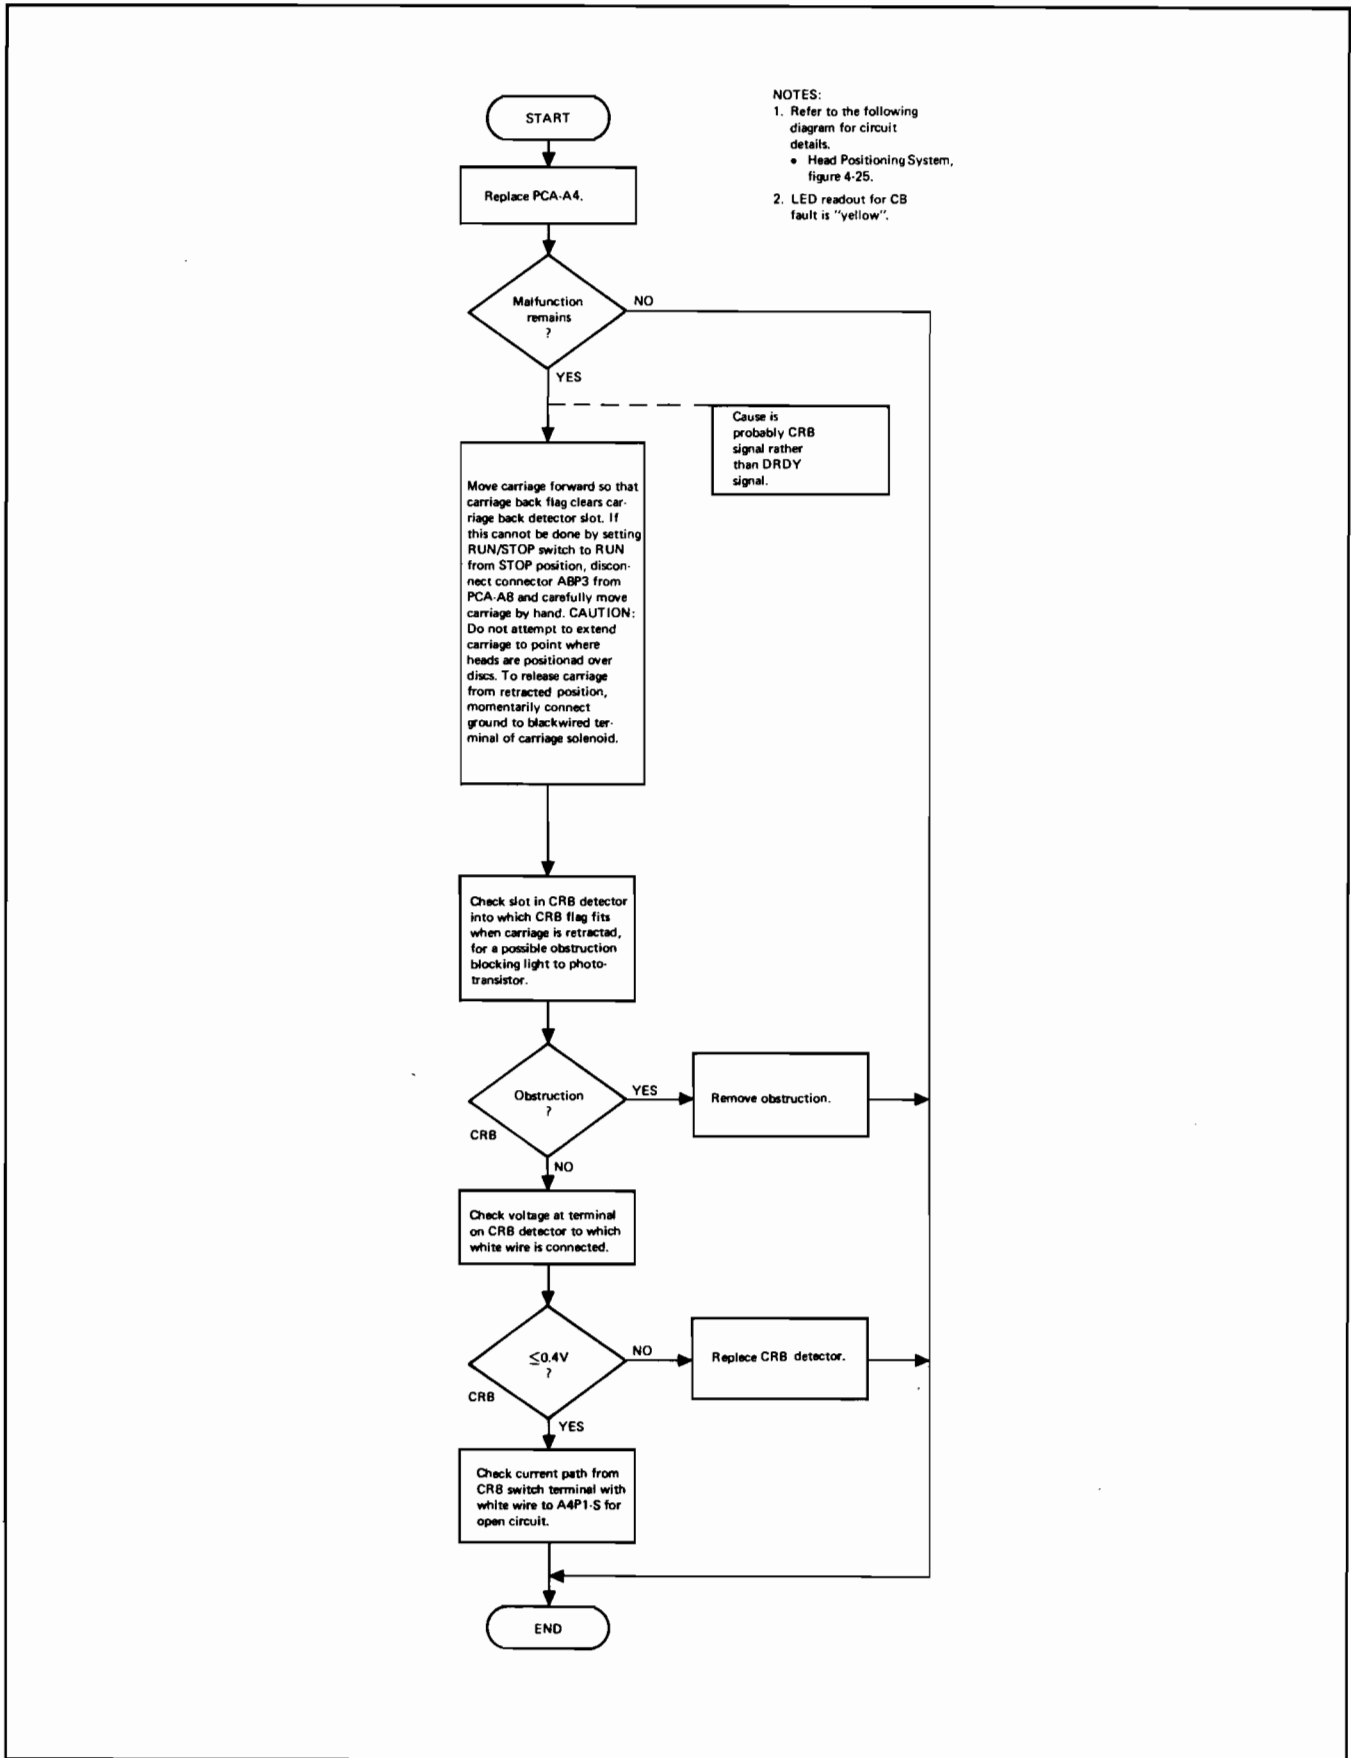 START
NOTES:
1. Refer to the following
diagram for circuit
details.
• Head Positioning System,
figure 4-25.
2. LED readout for CB
fault is "yellow".
Replace PCA-A4.
Malfunction
remains
?
NO
YES
Cause is
probably CRB
signal rather
than DRDY
signal.
Move carriage forward so that
carriage back flag clears car-
riage back detector slot. If
this cannot be done by setting
RUN/STOP switch to RUN
from STOP position, discon-
nect connector A8P3 from
PCA-A8 and carefully move
carriage by hand. CAUTION:
Do not attempt to extend
carriage to point where
heads are positionad over
discs. To release carriage
from retracted position,
momentarily connect
ground to blackwired ter-
minal of carriage solenoid.
Check slot in CRB detector
into which CRB flag fits
when carriage is retracted,
for a possible obstruction
blocking light to photo-
transistor.
Obstruction
?
CRB
YES
Remove obstruction.
NO
Check voltage at terminal
on CRB detector to which
white wire is connected.
≤0.4V
?
CRB
NO
Replace CRB detector.
YES
Check current path from
CRB switch terminal with
white wire to A4P1-S for
open circuit.
END